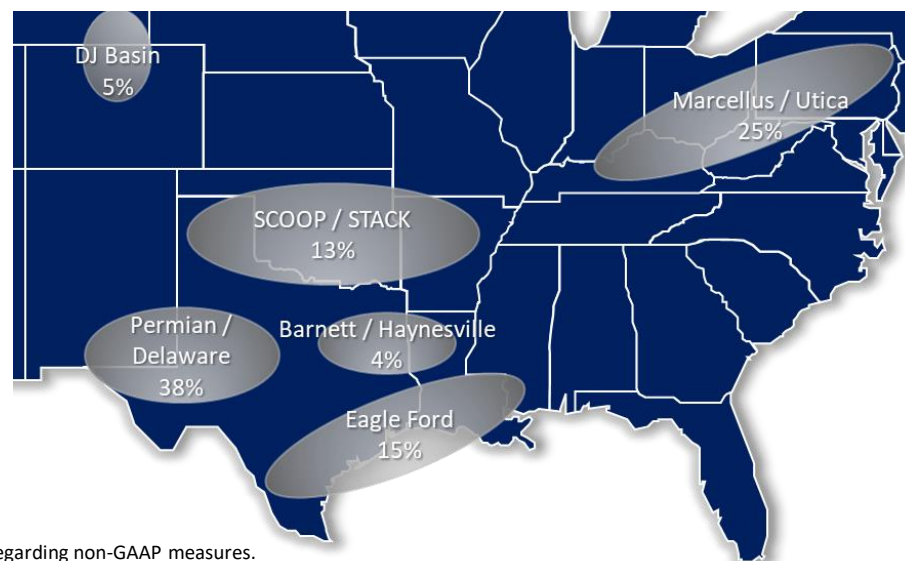 DJ Basin
5%
Marcellus / Utica
25%
SCOOP / STACK
13%
Permian /
Delaware
38%
Barnett / Haynesville
4%
Eagle Ford
15%
egarding non-GAAP measures.